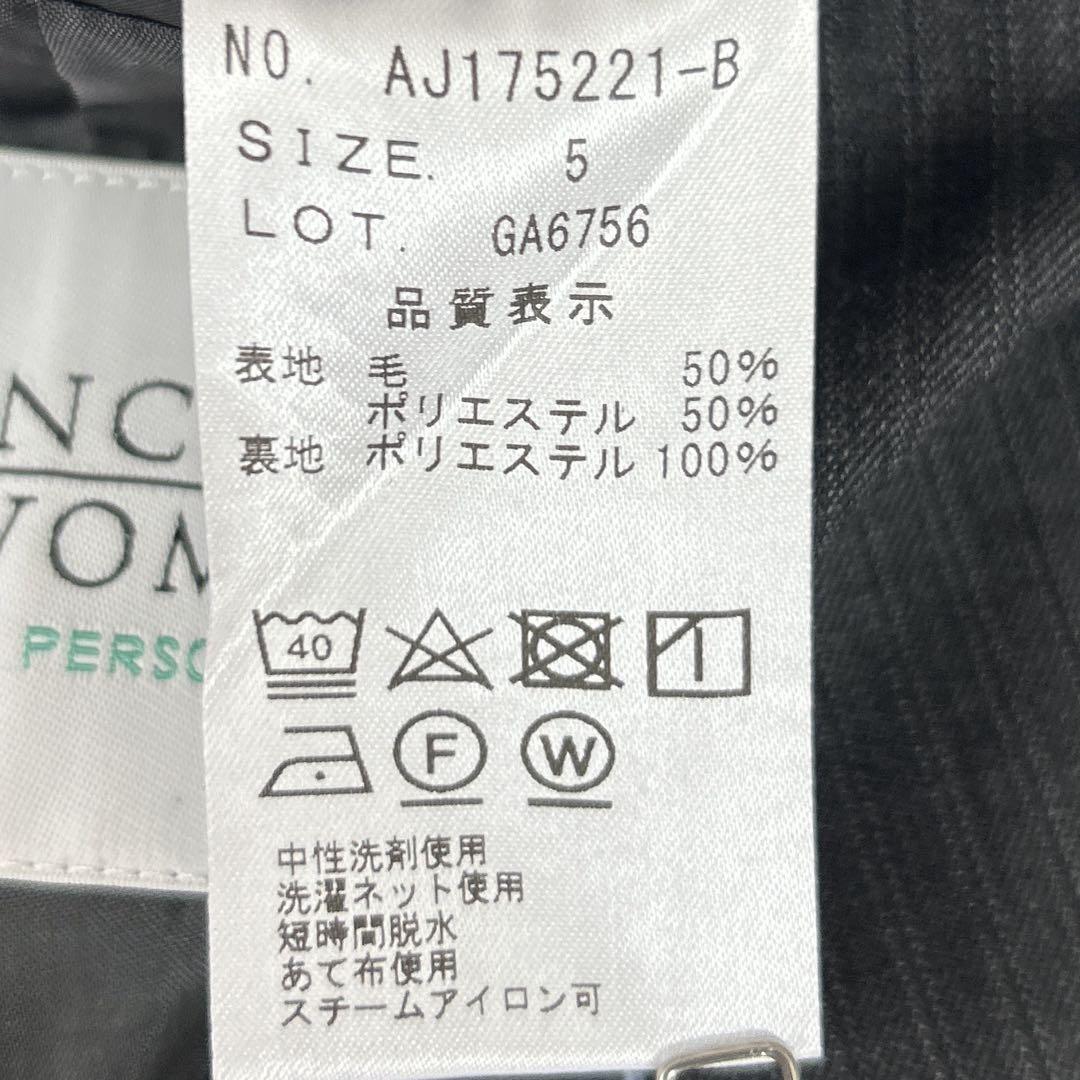 NO. AJ175221-B
SIZE. 5
LOT. GA6756
品質表示
表地 毛 50%
ポリエステル 50%
裏地 ポリエステル 100%
40
F W
中性洗剤使用
洗濯ネット使用
短時間脱水
あて布使用
スチームアイロン可
NC
OM
PERSO